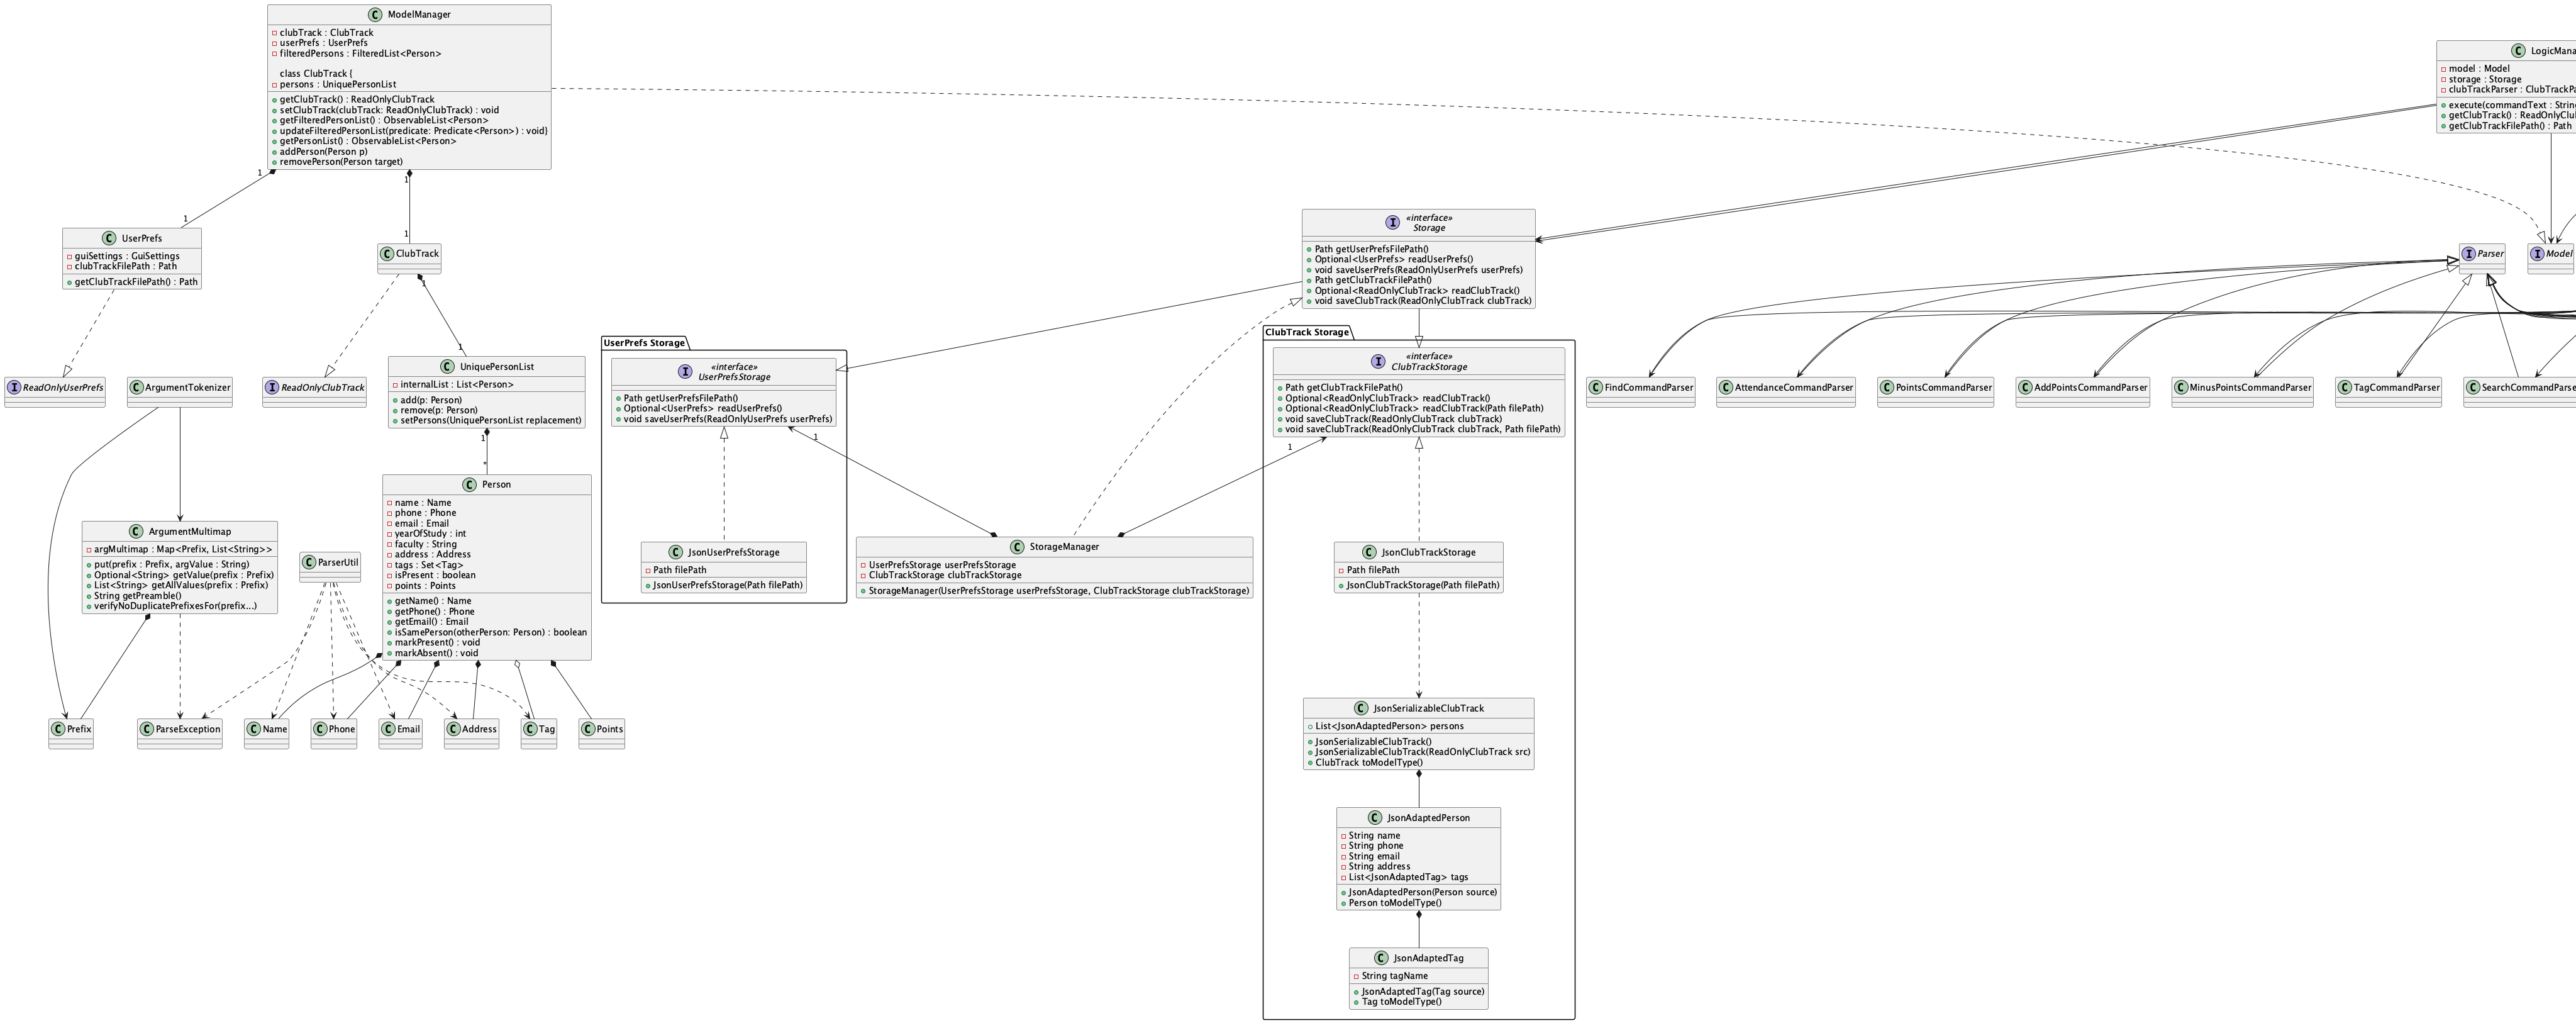 ModelManager
clubTrack : ClubTrack
userPrefs : UserPrefs
filteredPersons : FilteredList<Person>
class ClubTrack {
persons : UniquePersonList
getClubTrack() : ReadOnlyClubTrack
setClubTrack(clubTrack: ReadOnlyClubTrack) : void
getFilteredPersonList() : ObservableList<Person>
updateFilteredPersonList(predicate: Predicate<Person>) : void}
getPersonList() : ObservableList<Person>
addPerson(Person p)
removePerson(Person target)
LogicMana
model : Model
storage : Storage
clubTrackParser : ClubTrackPa
execute(commandText : Strin
getClubTrack() : ReadOnlyClu
getClubTrackFilePath() : Path
1
1
1
1
UserPrefs
guiSettings : GuiSettings
clubTrackFilePath : Path
getClubTrackFilePath() : Path
ClubTrack
1
1
«interface»
Storage
Path getUserPrefsFilePath()
Optional<UserPrefs> readUserPrefs()
void saveUserPrefs(ReadOnlyUserPrefs userPrefs)
Path getClubTrackFilePath()
Optional<ReadOnlyClubTrack> readClubTrack()
void saveClubTrack(ReadOnlyClubTrack clubTrack)
Parser
Model
ReadOnlyUserPrefs
ArgumentTokenizer
ReadOnlyClubTrack
UniquePersonList
internalList : List<Person>
add(p: Person)
remove(p: Person)
setPersons(UniquePersonList replacement)
1
*
UserPrefs Storage
«interface»
UserPrefsStorage
Path getUserPrefsFilePath()
Optional<UserPrefs> readUserPrefs()
void saveUserPrefs(ReadOnlyUserPrefs userPrefs)
1
ClubTrack Storage
«interface»
ClubTrackStorage
Path getClubTrackFilePath()
Optional<ReadOnlyClubTrack> readClubTrack()
Optional<ReadOnlyClubTrack> readClubTrack(Path filePath)
void saveClubTrack(ReadOnlyClubTrack clubTrack)
void saveClubTrack(ReadOnlyClubTrack clubTrack, Path filePath)
1
FindCommandParser
AttendanceCommandParser
PointsCommandParser
AddPointsCommandParser
MinusPointsCommandParser
TagCommandParser
SearchCommandParse
ArgumentMultimap
argMultimap : Map<Prefix, List<String>>
put(prefix : Prefix, argValue : String)
Optional<String> getValue(prefix : Prefix)
List<String> getAllValues(prefix : Prefix)
String getPreamble()
verifyNoDuplicatePrefixesFor(prefix...)
ParserUtil
Person
name : Name
phone : Phone
email : Email
yearOfStudy : int
faculty : String
address : Address
tags : Set<Tag>
isPresent : boolean
points : Points
getName() : Name
getPhone() : Phone
getEmail() : Email
isSamePerson(otherPerson: Person) : boolean
markPresent() : void
markAbsent() : void
JsonUserPrefsStorage
Path filePath
JsonUserPrefsStorage(Path filePath)
StorageManager
UserPrefsStorage userPrefsStorage
ClubTrackStorage clubTrackStorage
StorageManager(UserPrefsStorage userPrefsStorage, ClubTrackStorage clubTrackStorage)
JsonClubTrackStorage
Path filePath
JsonClubTrackStorage(Path filePath)
Prefix
ParseException
Name
Phone
Email
Address
Tag
Points
JsonSerializableClubTrack
List<JsonAdaptedPerson> persons
JsonSerializableClubTrack()
JsonSerializableClubTrack(ReadOnlyClubTrack src)
ClubTrack toModelType()
JsonAdaptedPerson
String name
String phone
String email
String address
List<JsonAdaptedTag> tags
JsonAdaptedPerson(Person source)
Person toModelType()
JsonAdaptedTag
String tagName
JsonAdaptedTag(Tag source)
Tag toModelType()